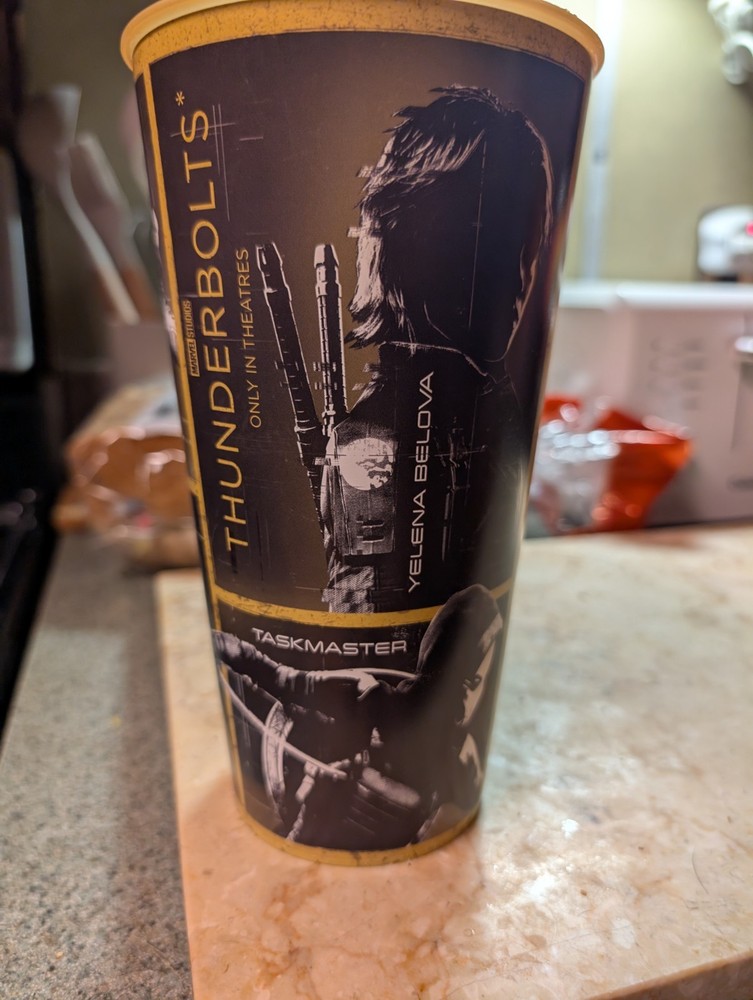 MARVEL STUDIOS
THUNDERBOLTS*
ONLY IN THEATRES
YELENA BELOVA
TASKMASTER